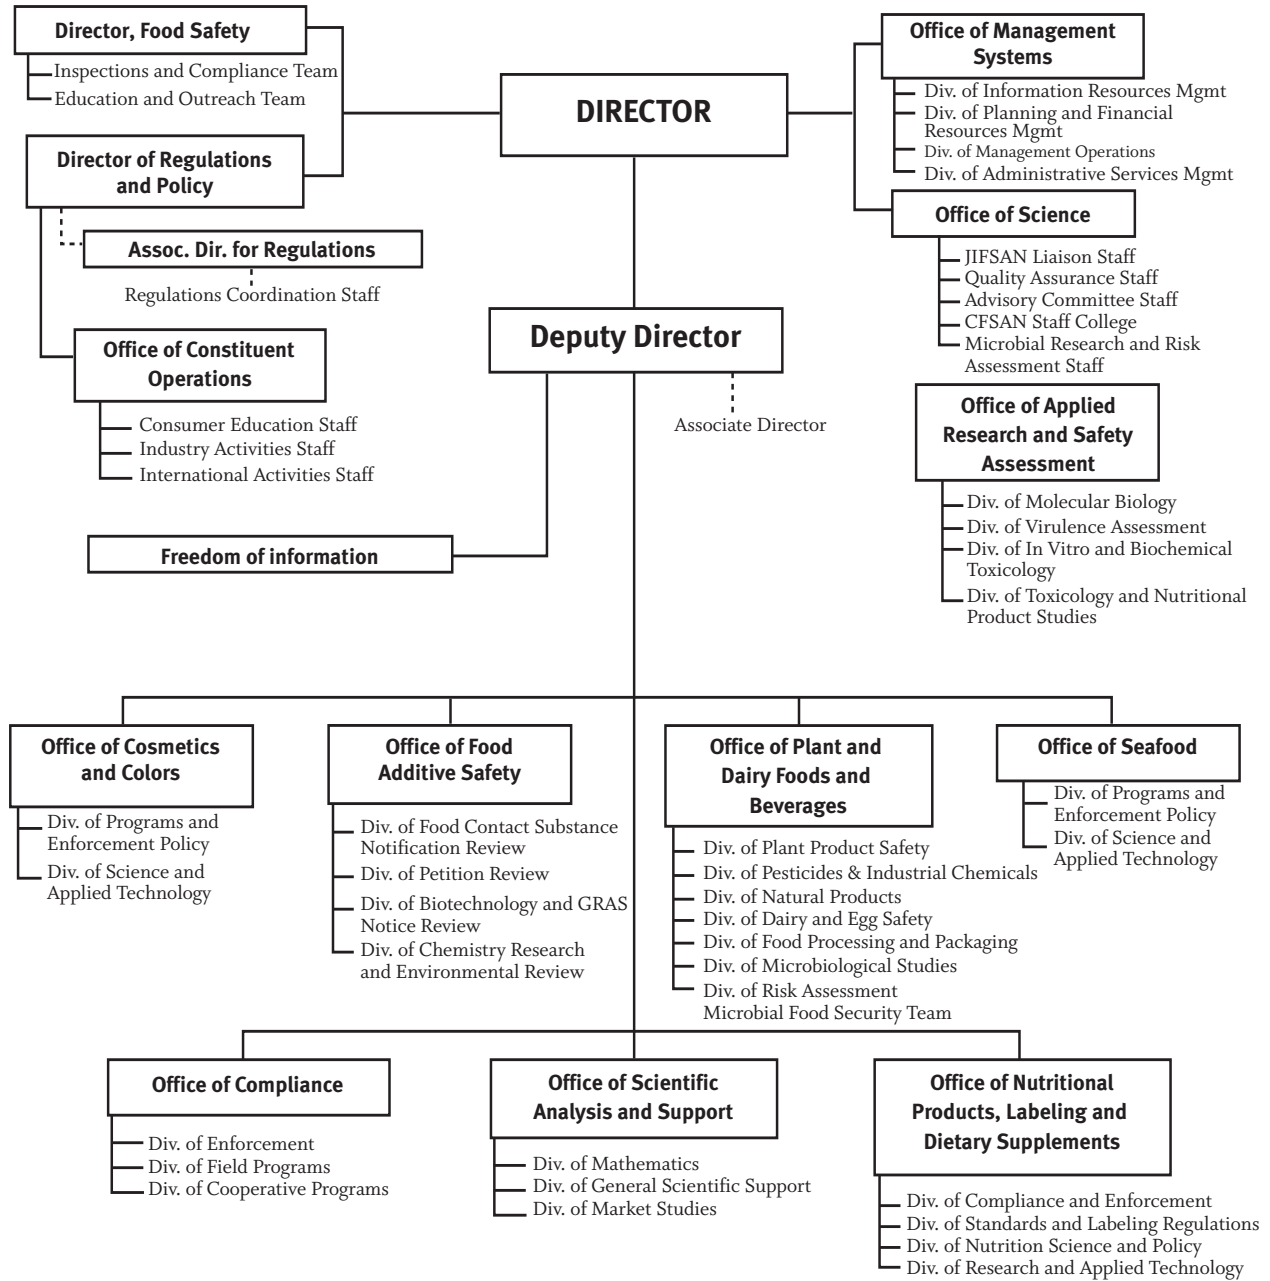 Director, Food Safety
Inspections and Compliance Team
Education and Outreach Team
Director of Regulations
and Policy
Assoc. Dir. for Regulations
Regulations Coordination Staff
Office of Constituent
Operations
Consumer Education Staff
Industry Activities Staff
International Activities Staff
Freedom of information
DIRECTOR
Deputy Director
Associate Director
Office of Management
Systems
Div. of Information Resources Mgmt
Div. of Planning and Financial
Resources Mgmt
Div. of Management Operations
Div. of Administrative Services Mgmt
Office of Science
JIFSAN Liaison Staff
Quality Assurance Staff
Advisory Committee Staff
CFSAN Staff College
Microbial Research and Risk
Assessment Staff
Office of Applied
Research and Safety
Assessment
Div. of Molecular Biology
Div. of Virulence Assessment
Div. of In Vitro and Biochemical
Toxicology
Div. of Toxicology and Nutritional
Product Studies
Office of Cosmetics
and Colors
Div. of Programs and
Enforcement Policy
Div. of Science and
Applied Technology
Office of Food
Additive Safety
Div. of Food Contact Substance
Notification Review
Div. of Petition Review
Div. of Biotechnology and GRAS
Notice Review
Div. of Chemistry Research
and Environmental Review
Office of Plant and
Dairy Foods and
Beverages
Div. of Plant Product Safety
Div. of Pesticides & Industrial Chemicals
Div. of Natural Products
Div. of Dairy and Egg Safety
Div. of Food Processing and Packaging
Div. of Microbiological Studies
Div. of Risk Assessment
Microbial Food Security Team
Office of Seafood
Div. of Programs and
Enforcement Policy
Div. of Science and
Applied Technology
Office of Compliance
Div. of Enforcement
Div. of Field Programs
Div. of Cooperative Programs
Office of Scientific
Analysis and Support
Div. of Mathematics
Div. of General Scientific Support
Div. of Market Studies
Office of Nutritional
Products, Labeling and
Dietary Supplements
Div. of Compliance and Enforcement
Div. of Standards and Labeling Regulations
Div. of Nutrition Science and Policy
Div. of Research and Applied Technology